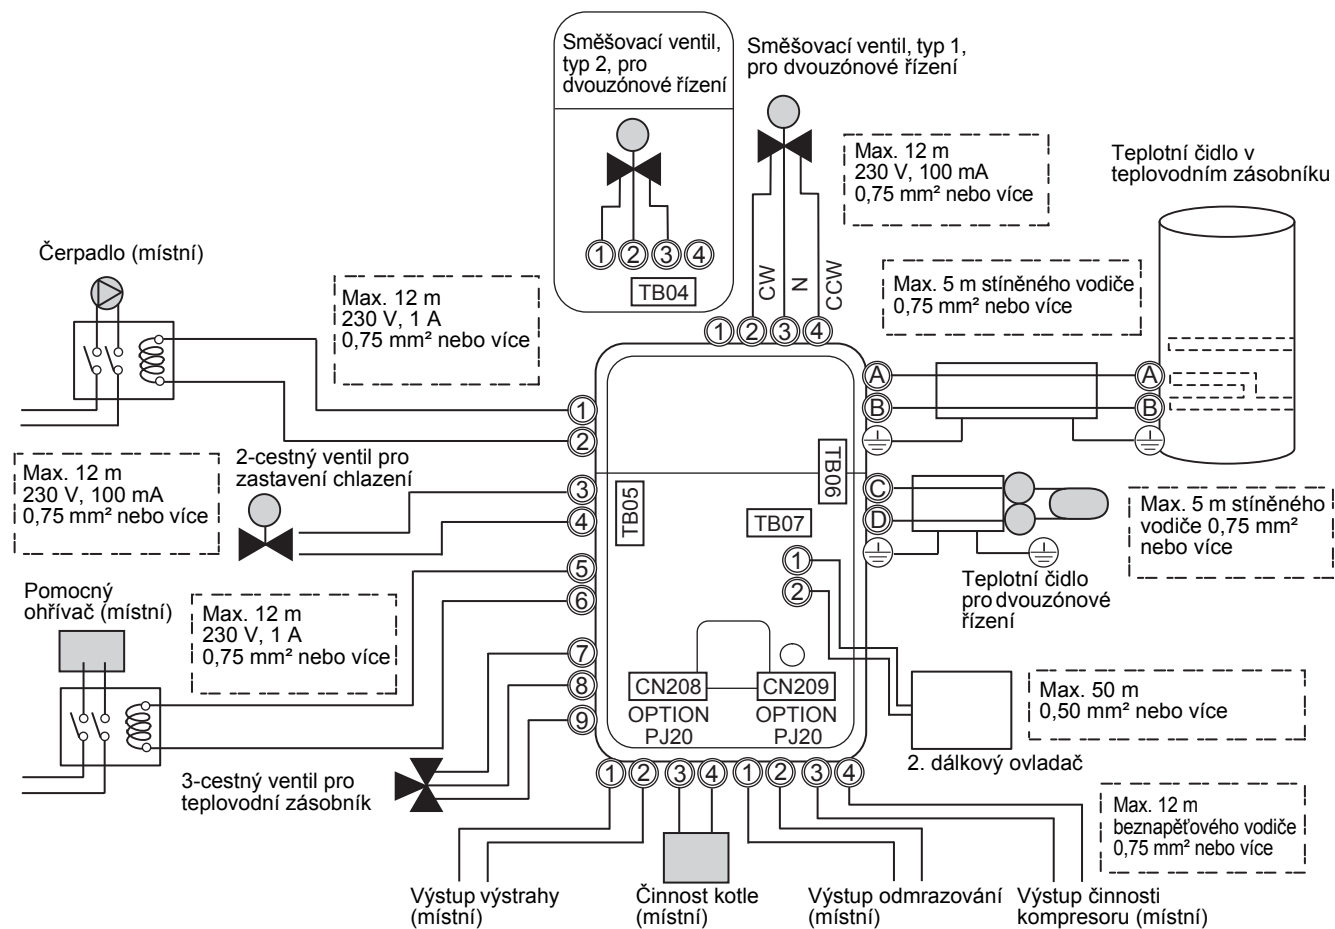 Směšovací ventil,
typ 2, pro
dvouzónové řízení
1 2 3 4
TB04
Směšovací ventil, typ 1,
pro dvouzónové řízení
CW
N
CCW
1 2 3 4
Max. 12 m
230 V, 100 mA
0,75 mm² nebo více
Teplotní čidlo v
teplovodním zásobníku
Max. 5 m stíněného vodiče
0,75 mm² nebo více
Čerpadlo (místní)
Max. 12 m
230 V, 1 A
0,75 mm² nebo více
1
2
A
B
A
B
Max. 12 m
230 V, 100 mA
0,75 mm² nebo více
2-cestný ventil pro
zastavení chlazení
3
4
TB05
TB06
TB07
C
D
Max. 5 m stíněného
vodiče 0,75 mm²
nebo více
Teplotní čidlo
pro dvouzónové
řízení
1
2
Pomocný
ohřívač (místní)
Max. 12 m
230 V, 1 A
0,75 mm² nebo více
5
6
7
8
9
CN208
OPTION
PJ20
CN209
OPTION
PJ20
Max. 50 m
0,50 mm² nebo více
2. dálkový ovladač
3-cestný ventil pro
teplovodní zásobník
1 2 3 4 1 2 3 4
Max. 12 m
beznapěťového vodiče
0,75 mm² nebo více
Výstup výstrahy
(místní)
Činnost kotle
(místní)
Výstup odmrazování
(místní)
Výstup činnosti
kompresoru (místní)